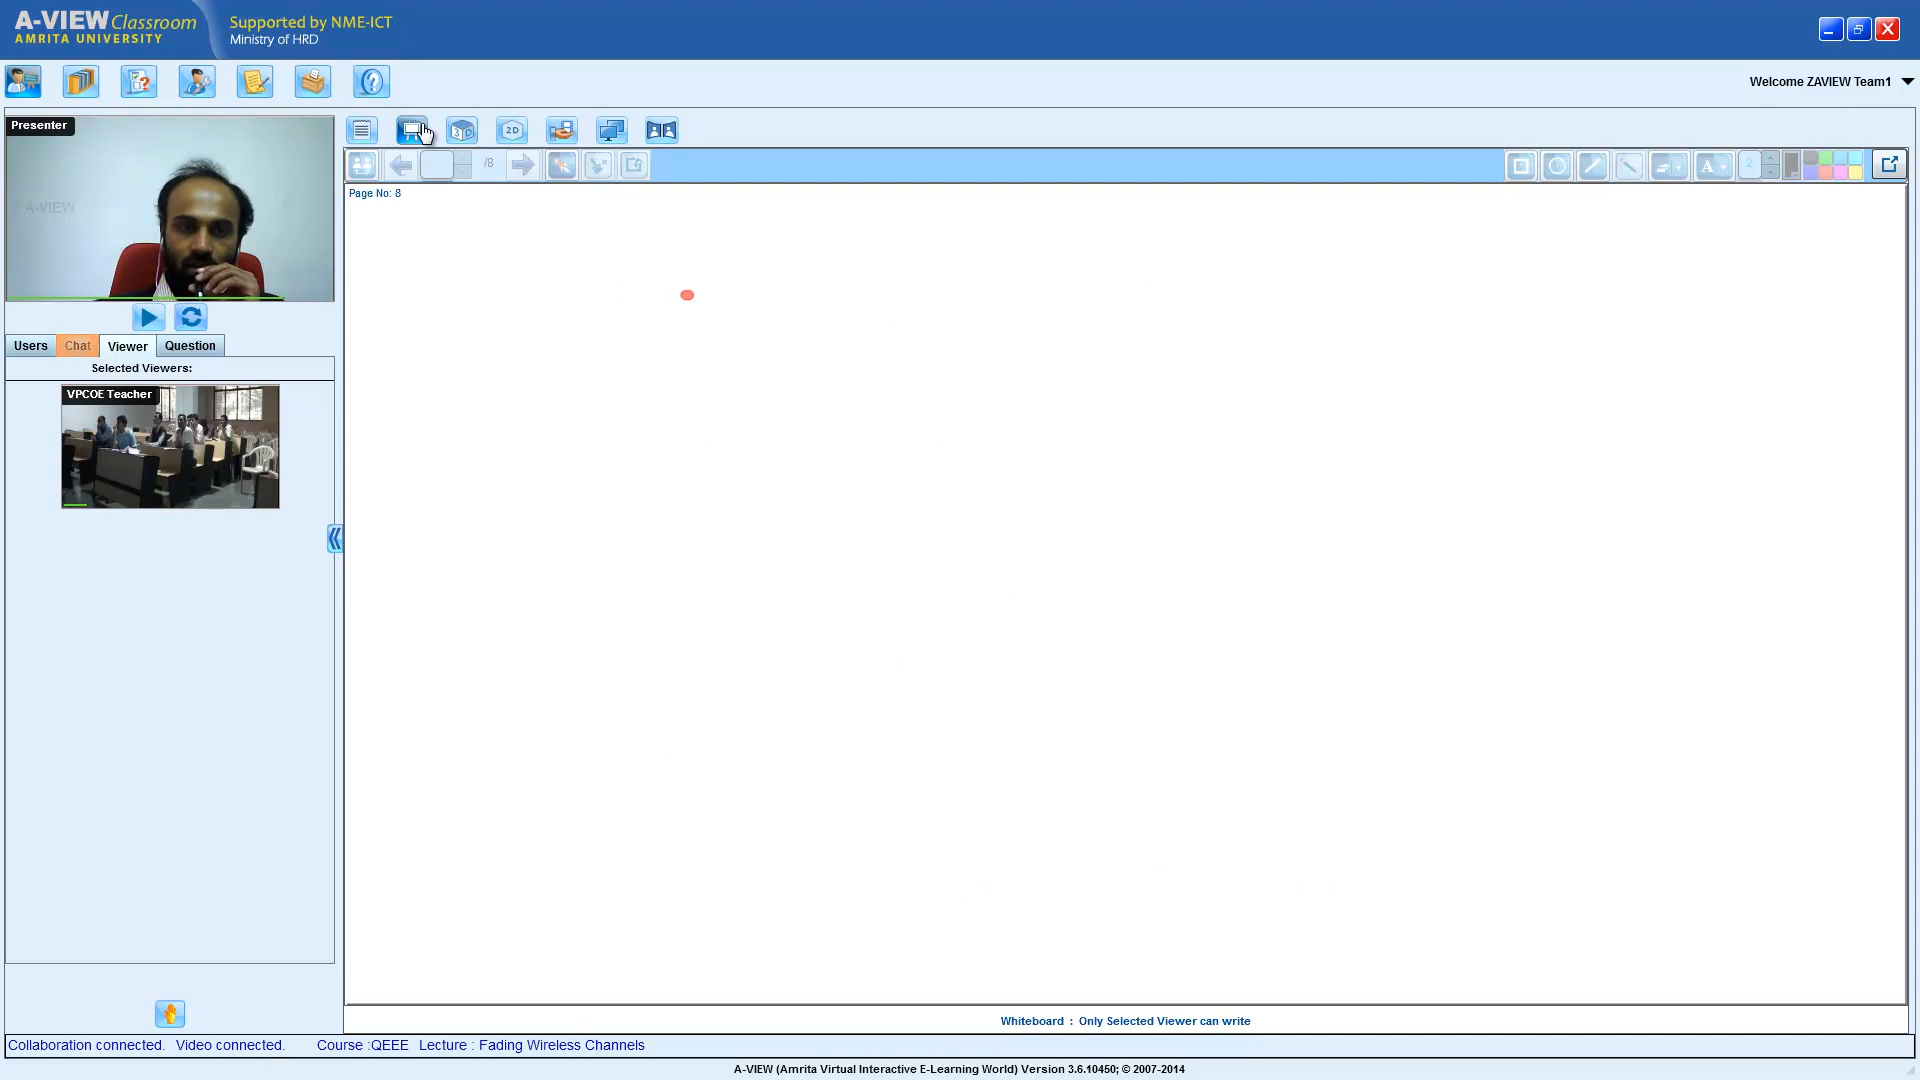 A-VIEW Classroom
AMRITA UNIVERSITY
Supported by NME-ICT
Ministry of HRD
Welcome ZAVIEW Team1
Presenter
A-VIEW
3D
2D
/8
A
2
Page No: 8
Users Chat Viewer Question
Selected Viewers:
VPCOE Teacher
Whiteboard : Only Selected Viewer can write
Collaboration connected. Video connected. Course :QEEE Lecture : Fading Wireless Channels
A-VIEW (Amrita Virtual Interactive E-Learning World) Version 3.6.10450; © 2007-2014